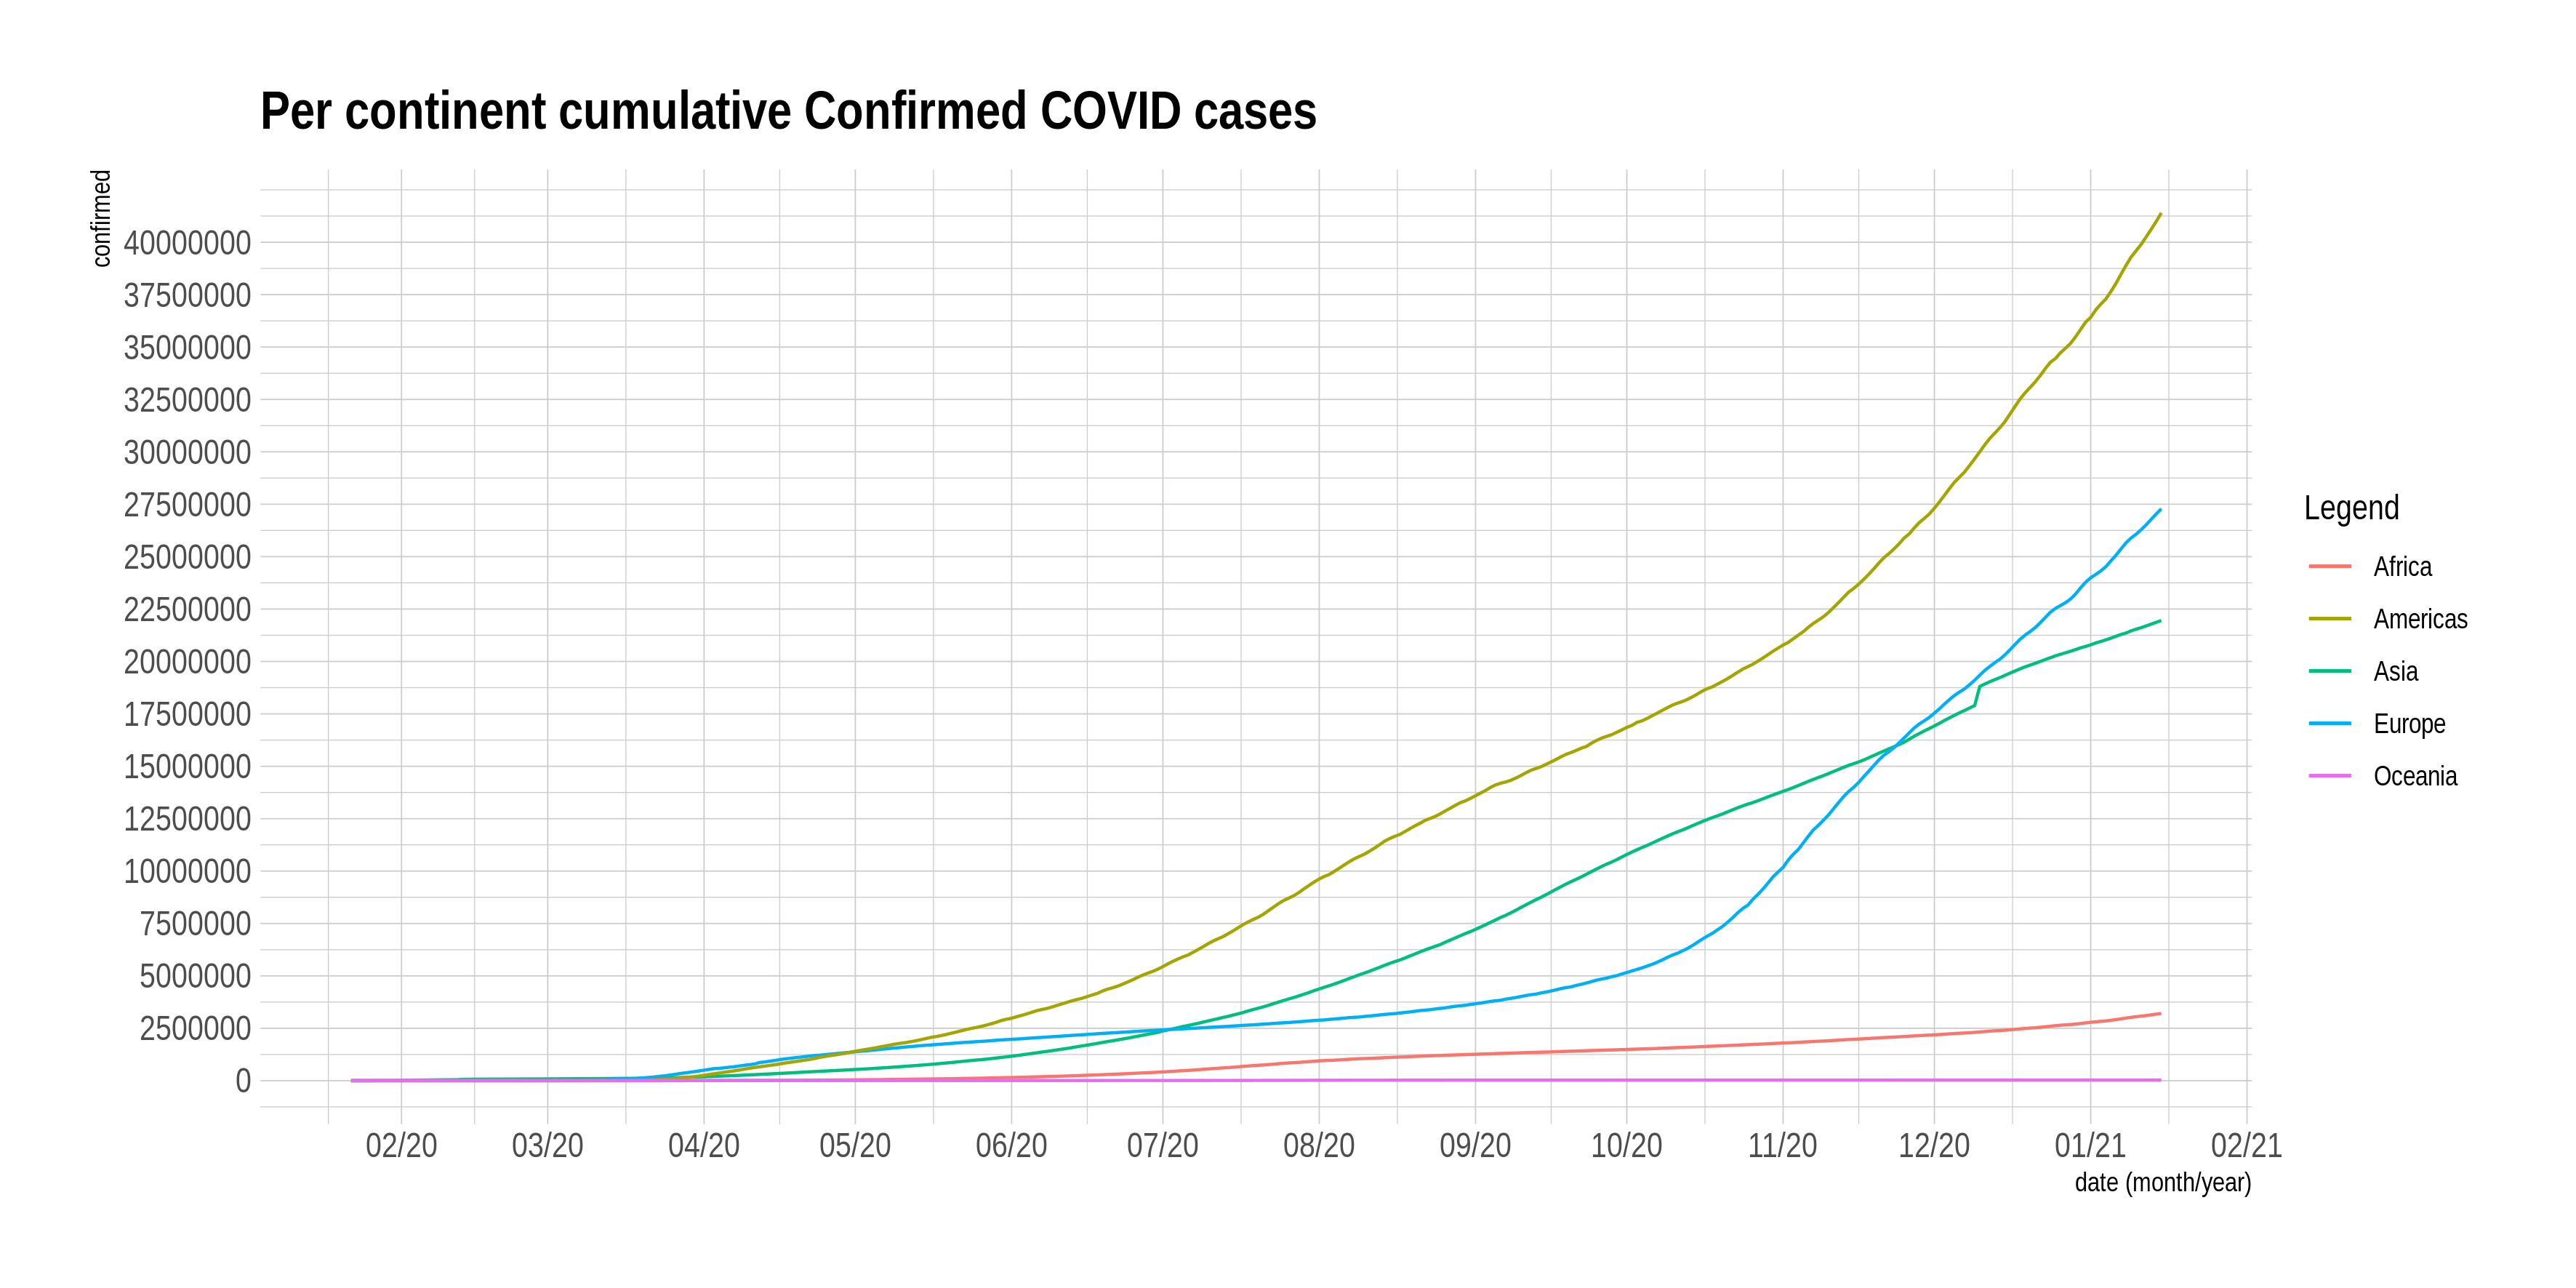 Per continent cumulative Confirmed COVID cases
confirmed
40000000
37500000
35000000
32500000
30000000
27500000
25000000
22500000
20000000
17500000
15000000
12500000
10000000
7500000
5000000
2500000
0
02/20 03/20 04/20 05/20 06/20 07/20 08/20 09/20 10/20 11/20 12/20 01/21 02/21
date (month/year)
Legend
Africa
Americas
Asia
Europe
Oceania